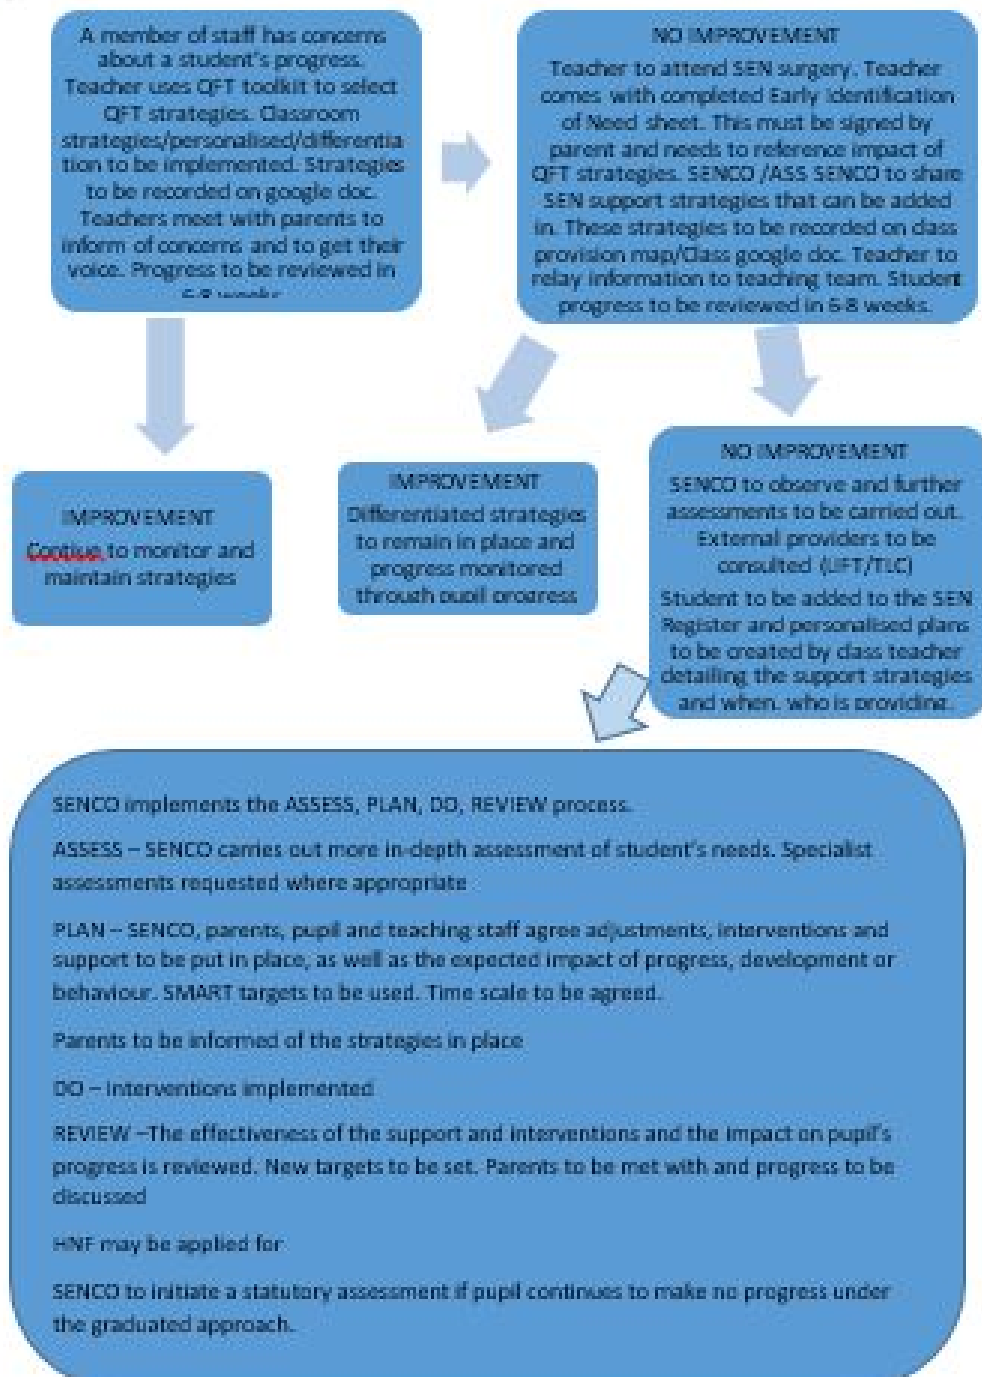 A member of staff has concerns
about a student's progress.
Teacher uses QFT toolkit to select
QFT strategies. Classroom
strategies/personalised/differentia
tion to be implemented. Strategies
to be recorded on google doc.
Teachers meet with parents to
inform of concerns and to get their
voice. Progress to be reviewed in
6-8 weeks
NO IMPROVEMENT
Teacher to attend SEN surgery. Teacher
comes with completed Early Identification
of Need sheet. This must be signed by
parent and needs to reference impact of
QFT strategies. SENCO /ASS SENCO to share
SEN support strategies that can be added
in. These strategies to be recorded on class
provision map/Class google doc. Teacher to
relay information to teaching team. Student
progress to be reviewed in 6-8 weeks.
IMPROVEMENT
Contiue to monitor and
maintain strategies
IMPROVEMENT
Differentiated strategies
to remain in place and
progress monitored
through pupil progress
NO IMPROVEMENT
SENCO to observe and further
assessments to be carried out.
External providers to be
consulted (LIFT/TLC)
Student to be added to the SEN
Register and personalised plans
to be created by class teacher
detailing the support strategies
and when, who is providing.
SENCO implements the ASSESS, PLAN, DO, REVIEW process.
ASSESS – SENCO carries out more in-depth assessment of student's needs. Specialist
assessments requested where appropriate
PLAN – SENCO, parents, pupil and teaching staff agree adjustments, interventions and
support to be put in place, as well as the expected impact of progress, development or
behaviour. SMART targets to be used. Time scale to be agreed.
Parents to be informed of the strategies in place
DO – Interventions implemented
REVIEW –The effectiveness of the support and interventions and the impact on pupil's
progress is reviewed. New targets to be set. Parents to be met with and progress to be
discussed
HNF may be applied for
SENCO to initiate a statutory assessment if pupil continues to make no progress under
the graduated approach.